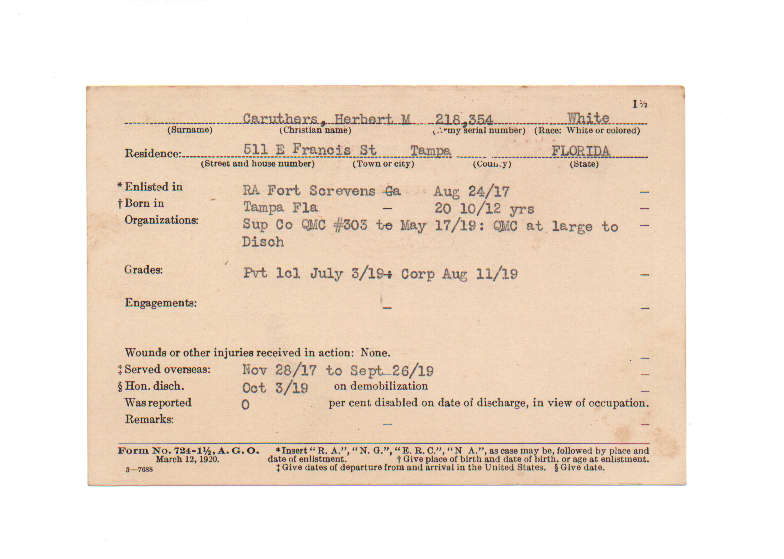 1½
Caruthers, Herbert M 218,354 White
(Surname) (Christian name) (Army serial number) (Race: White or colored)
Residence: 511 E Francis St Tampa FLORIDA
(Street and house number) (Town or city) (County) (State)
* Enlisted in RA Fort Screvens Ga Aug 24/17 –
† Born in Tampa Fla – 20 10/12 yrs –
Organizations: Sup Co QMC #303 to May 17/19: QMC at large to –
Disch
Grades: Pvt 1cl July 3/19: Corp Aug 11/19 –
Engagements: – –
Wounds or other injuries received in action: None. –
‡ Served overseas: Nov 28/17 to Sept 26/19 –
§ Hon. disch. Oct 3/19 on demobilization –
Was reported 0 per cent disabled on date of discharge, in view of occupation.
Remarks: – –
Form No. 724-1½, A. G. O. * Insert "R. A.", "N. G.", "E. R. C.", "N A.", as case may be, followed by place and
March 12, 1920. date of enlistment. † Give place of birth and date of birth, or age at enlistment.
3—7688 ‡ Give dates of departure from and arrival in the United States. § Give date.